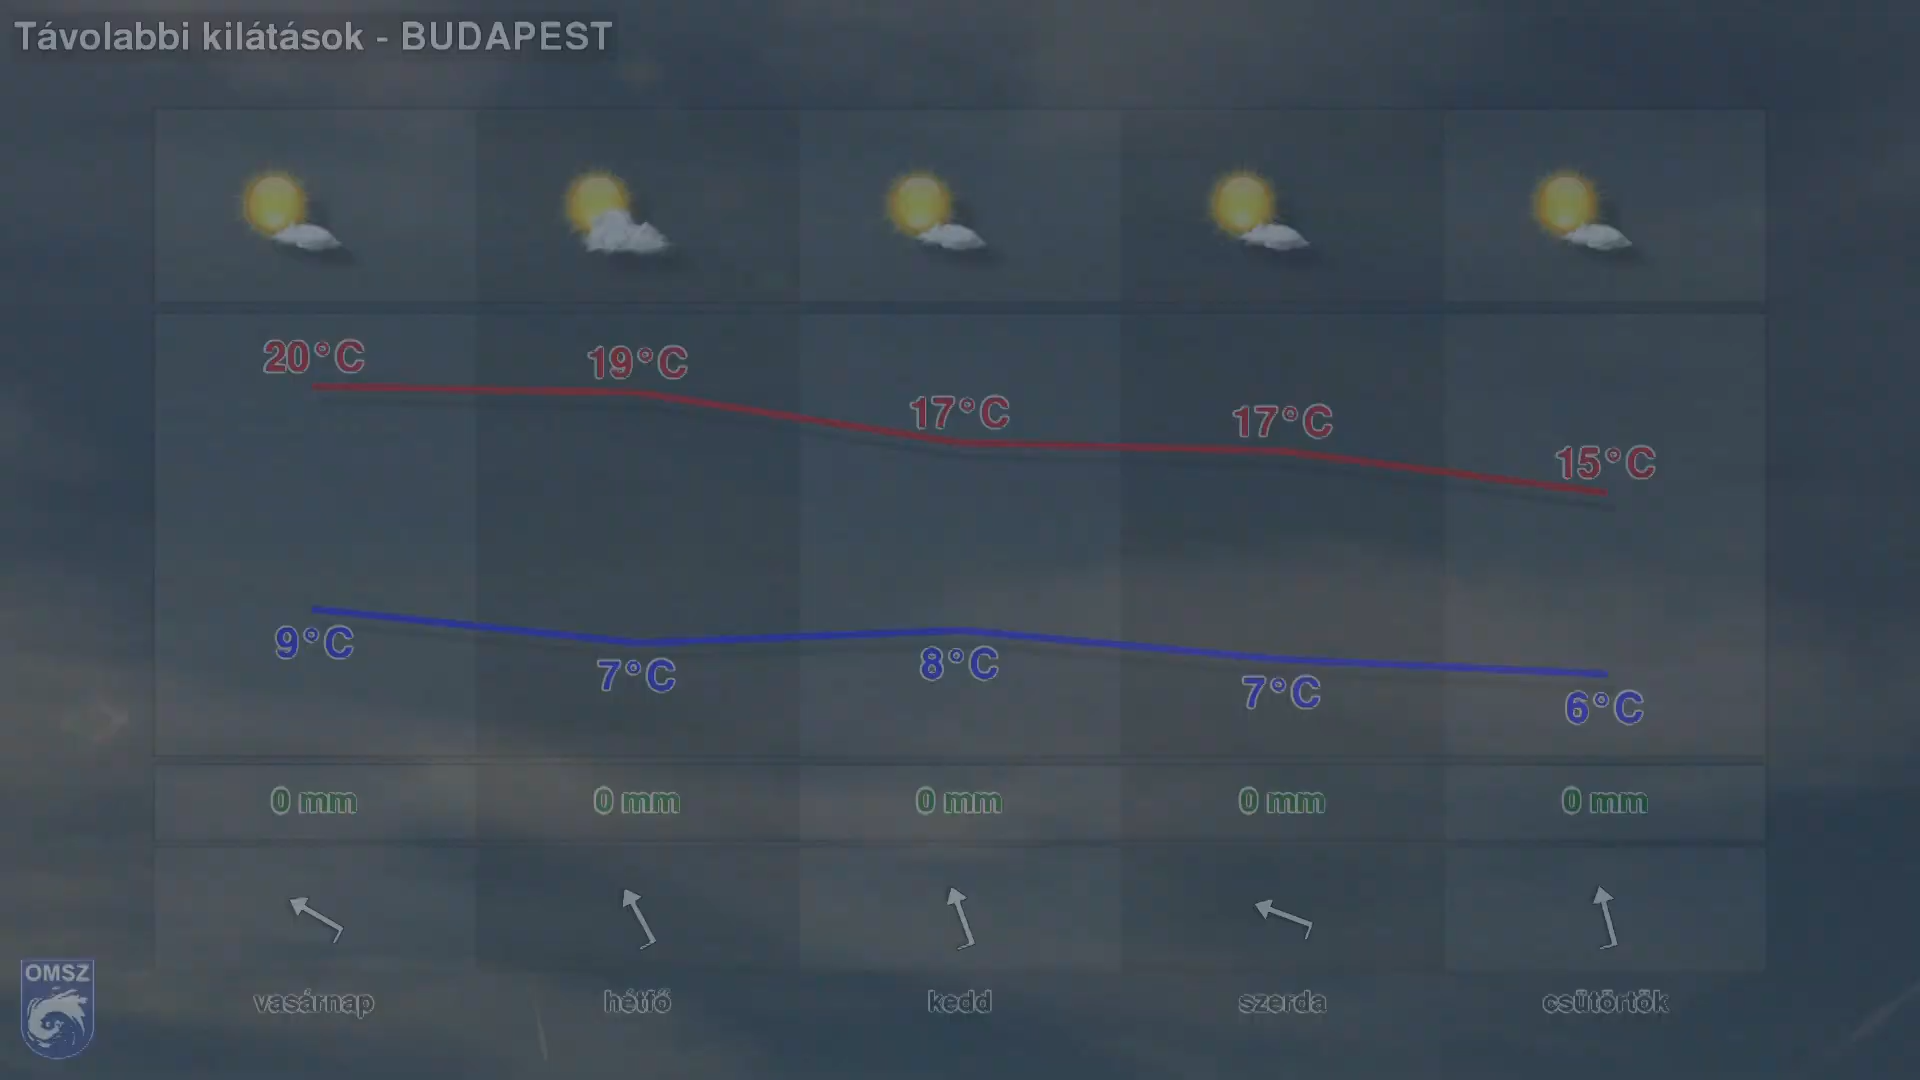 Távolabbi kilátások - BUDAPEST
20°C 19°C 17°C 17°C 15°C
9°C 7°C 8°C 7°C 6°C
0 mm 0 mm 0 mm 0 mm 0 mm
vasárnap hétfő kedd szerda csütörtök
OMSZ